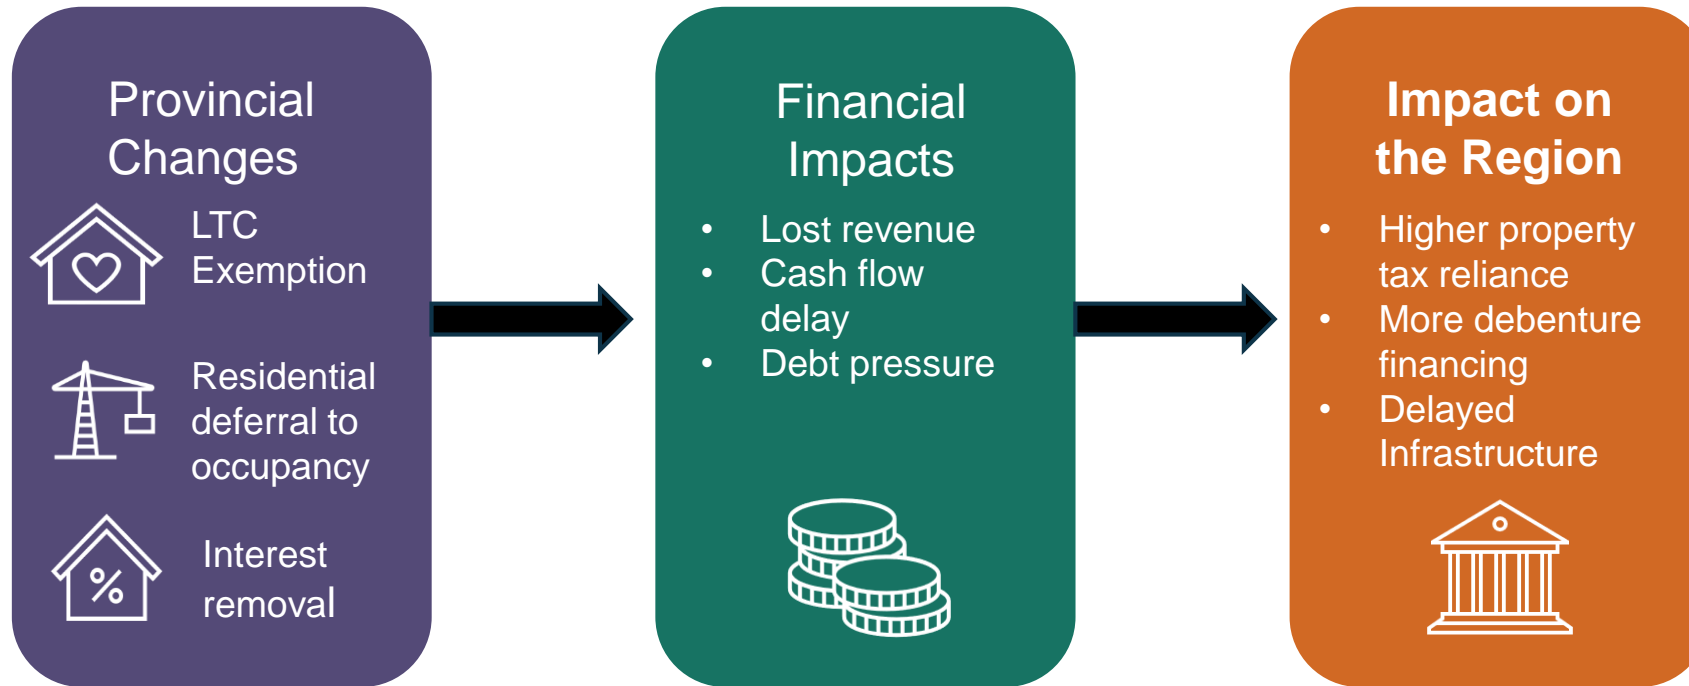 Provincial
Changes
LTC
Exemption
Residential
deferral to
occupancy
%
Interest
removal
Financial
Impacts
• Lost revenue
• Cash flow
delay
• Debt pressure
Impact on
the Region
• Higher property
tax reliance
• More debenture
financing
• Delayed
Infrastructure